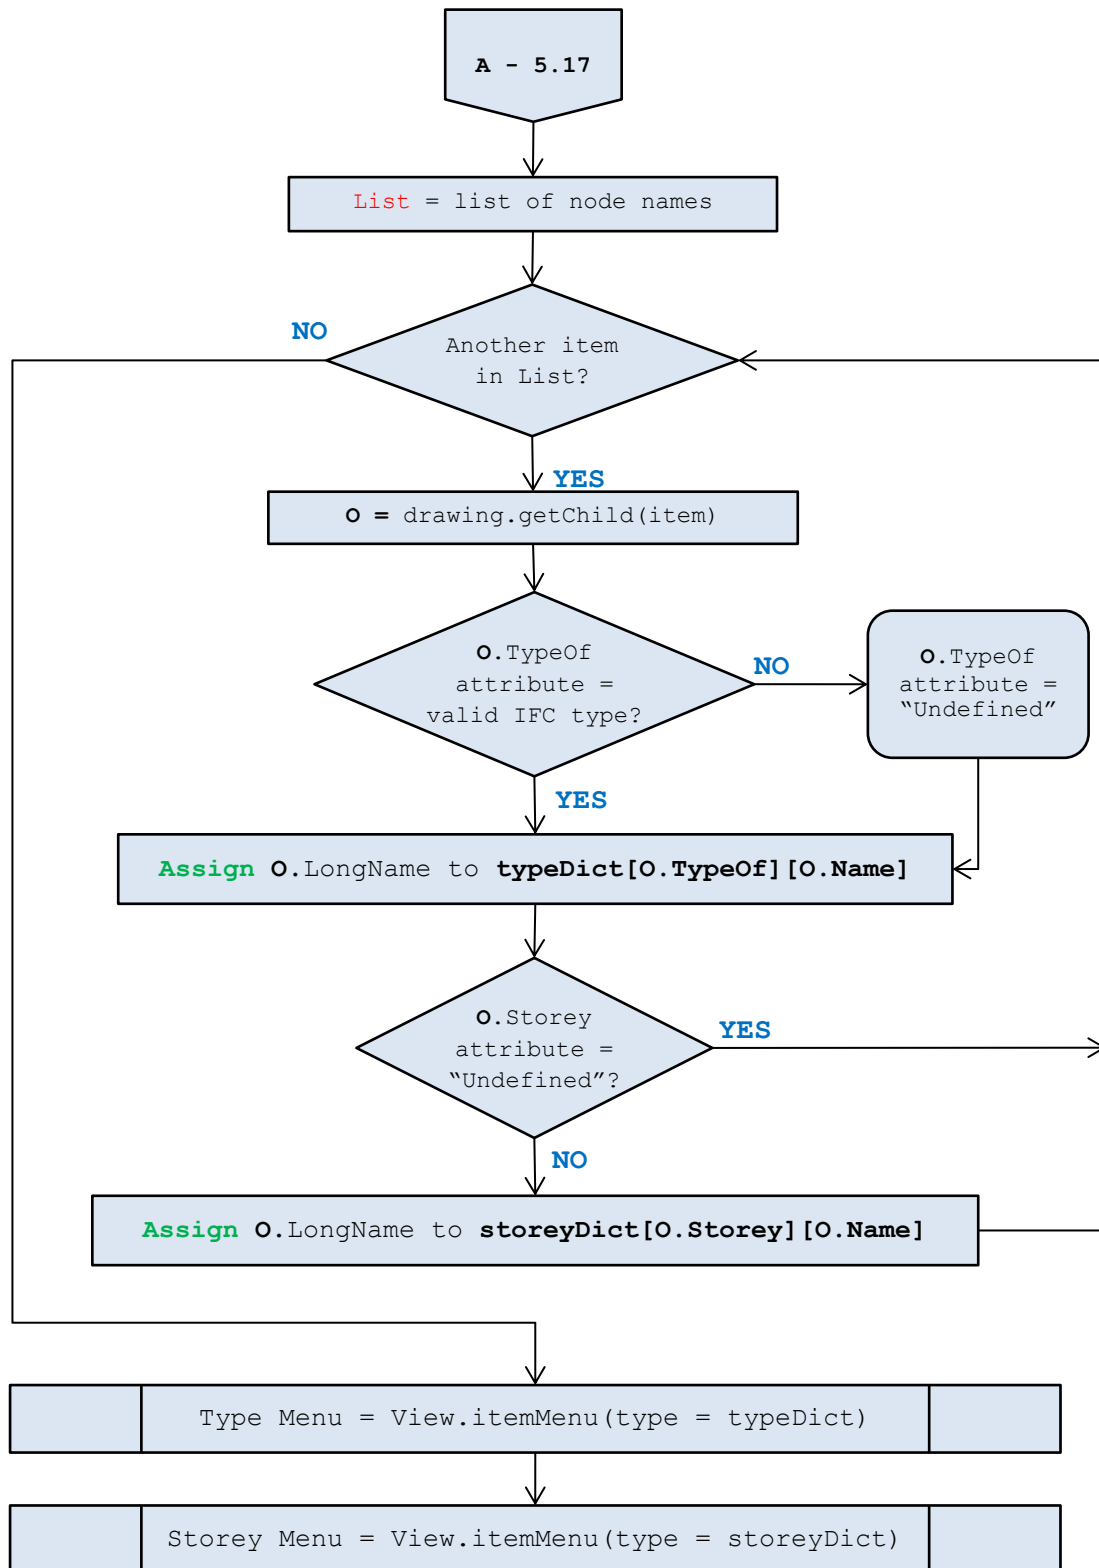 A - 5.17
List = list of node names
NO
Another item
in List?
YES
O = drawing.getChild(item)
O.TypeOf
attribute =
valid IFC type?
NO
O.TypeOf
attribute =
“Undefined”
YES
Assign O.LongName to typeDict[O.TypeOf][O.Name]
O.Storey
attribute =
“Undefined”?
YES
NO
Assign O.LongName to storeyDict[O.Storey][O.Name]
Type Menu = View.itemMenu(type = typeDict)
Storey Menu = View.itemMenu(type = storeyDict)